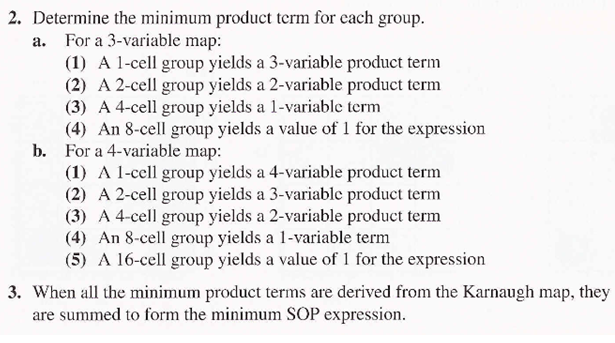 2. Determine the minimum product term for each group.
a. For a 3-variable map:
(1) A 1-cell group yields a 3-variable product term
(2) A 2-cell group yields a 2-variable product term
(3) A 4-cell group yields a 1-variable term
(4) An 8-cell group yields a value of 1 for the expression
b. For a 4-variable map:
(1) A 1-cell group yields a 4-variable product term
(2) A 2-cell group yields a 3-variable product term
(3) A 4-cell group yields a 2-variable product term
(4) An 8-cell group yields a 1-variable term
(5) A 16-cell group yields a value of 1 for the expression
3. When all the minimum product terms are derived from the Karnaugh map, they
are summed to form the minimum SOP expression.